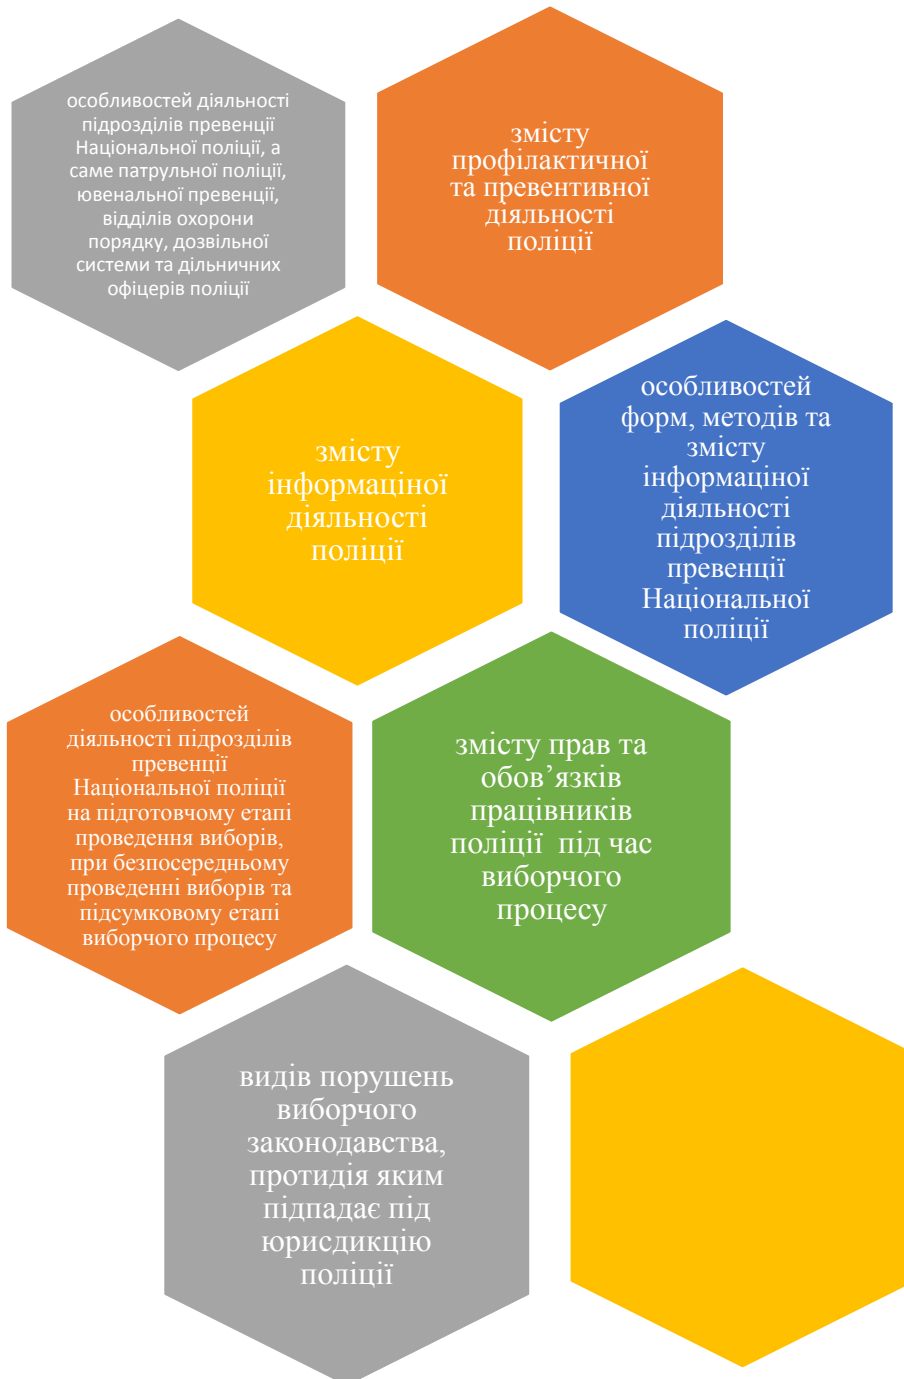 особливостей діяльності
підрозділів превенції
Національної поліції, а
саме патрульної поліції,
ювенальної превенції,
відділів охорони
порядку, дозвільної
системи та дільничних
офіцерів поліції
змісту
профілактичної
та превентивної
діяльності
поліції
змісту
інформаціної
діяльності
поліції
особливостей
форм, методів та
змісту
інформаціної
діяльності
підрозділів
превенції
Національної
поліції
особливостей
діяльності підрозділів
превенції
Національної поліції
на підготовчому етапі
проведення виборів,
при безпосередньому
проведенні виборів та
підсумковому етапі
виборчого процесу
змісту прав та
обов’язків
працівників
поліції  під час
виборчого
процесу
видів порушень
виборчого
законодавства,
протидія яким
підпадає під
юрисдикцію
поліції